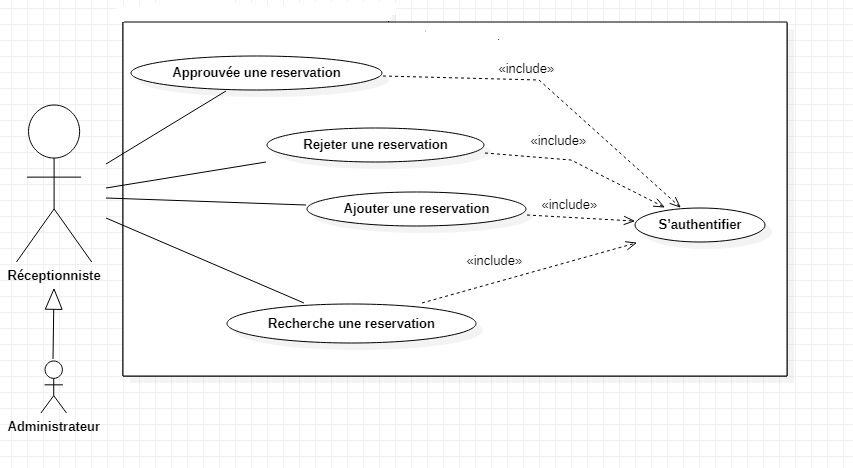 Approuvée une reservation
«include»
Rejeter une reservation
«include»
Ajouter une reservation
«include»
S'authentifier
«include»
Réceptionniste
Recherche une reservation
Administrateur